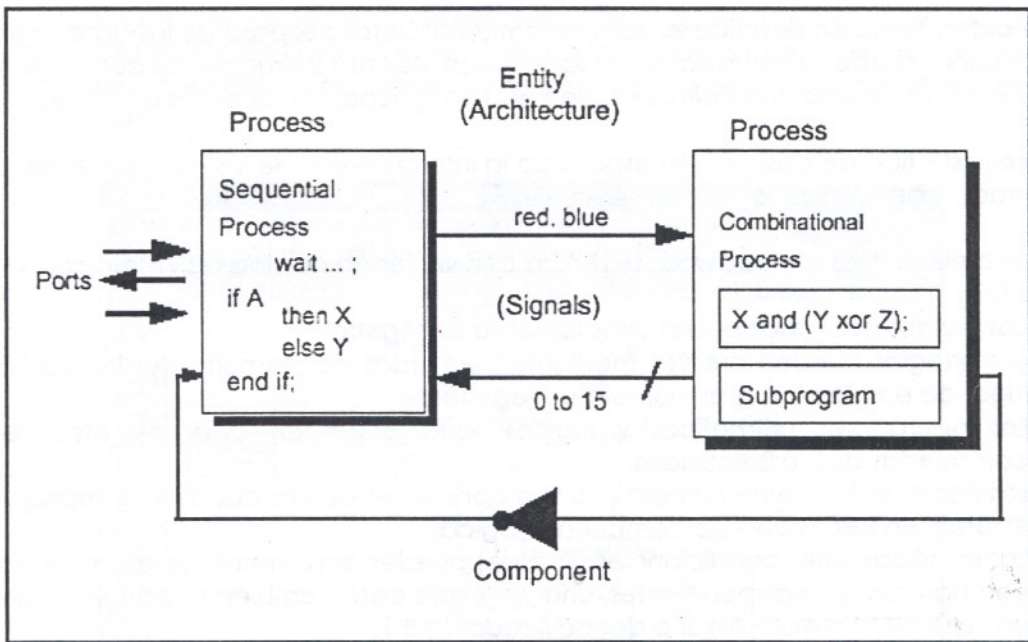 Entity
(Architecture)
Process
Process
Sequential
Process
wait ... ;
if A
then X
else Y
end if;
Ports
red. blue
(Signals)
0 to 15
Combinational
Process
X and (Y xor Z);
Subprogram
Component